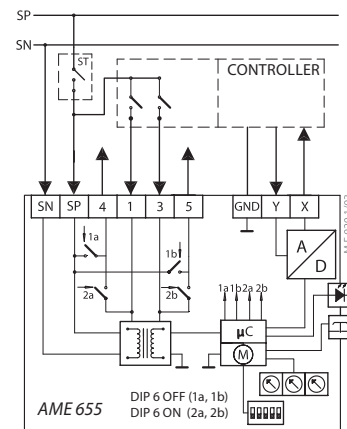 SP
SN
ST
CONTROLLER
SN SP 4 1 3 5 GND Y X
1a
1b
2a
2b
A
D
1a 1b 2a 2b
µC
M
AME 655
DIP 6 OFF (1a, 1b)
DIP 6 ON (2a, 2b)